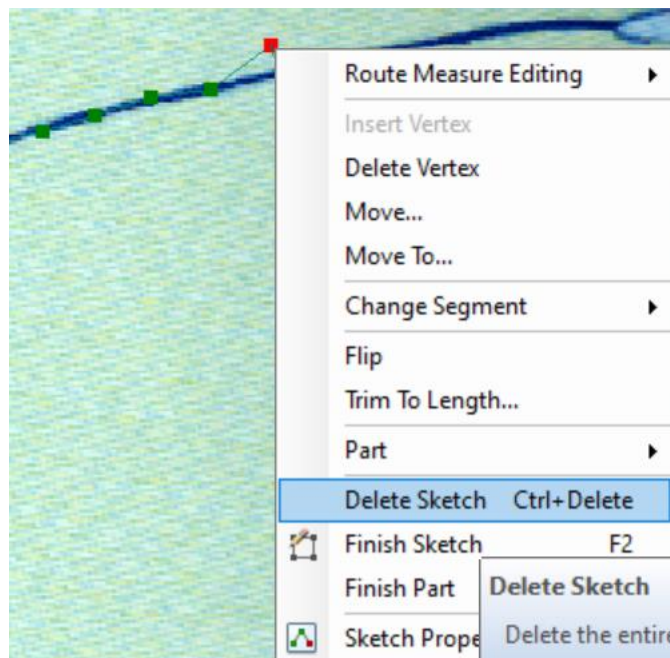 Route Measure Editing
Insert Vertex
Delete Vertex
Move...
Move To...
Change Segment
Flip
Trim To Length...
Part
Delete Sketch Ctrl+Delete
Finish Sketch F2
Finish Part
Delete Sketch
Sketch
Delete the